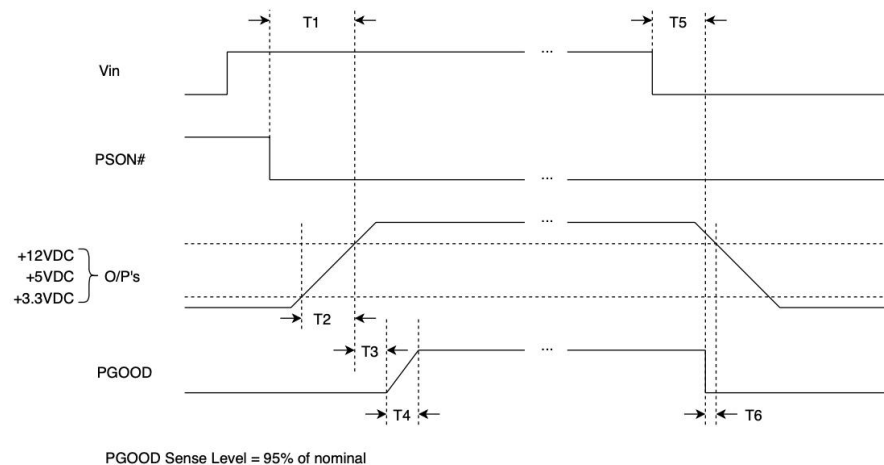 T1
T5
...
Vin
PSON#
...
...
+12VDC
+5VDC
+3.3VDC
O/P's
T2
T3
...
PGOOD
T4
T6
PGOOD Sense Level = 95% of nominal